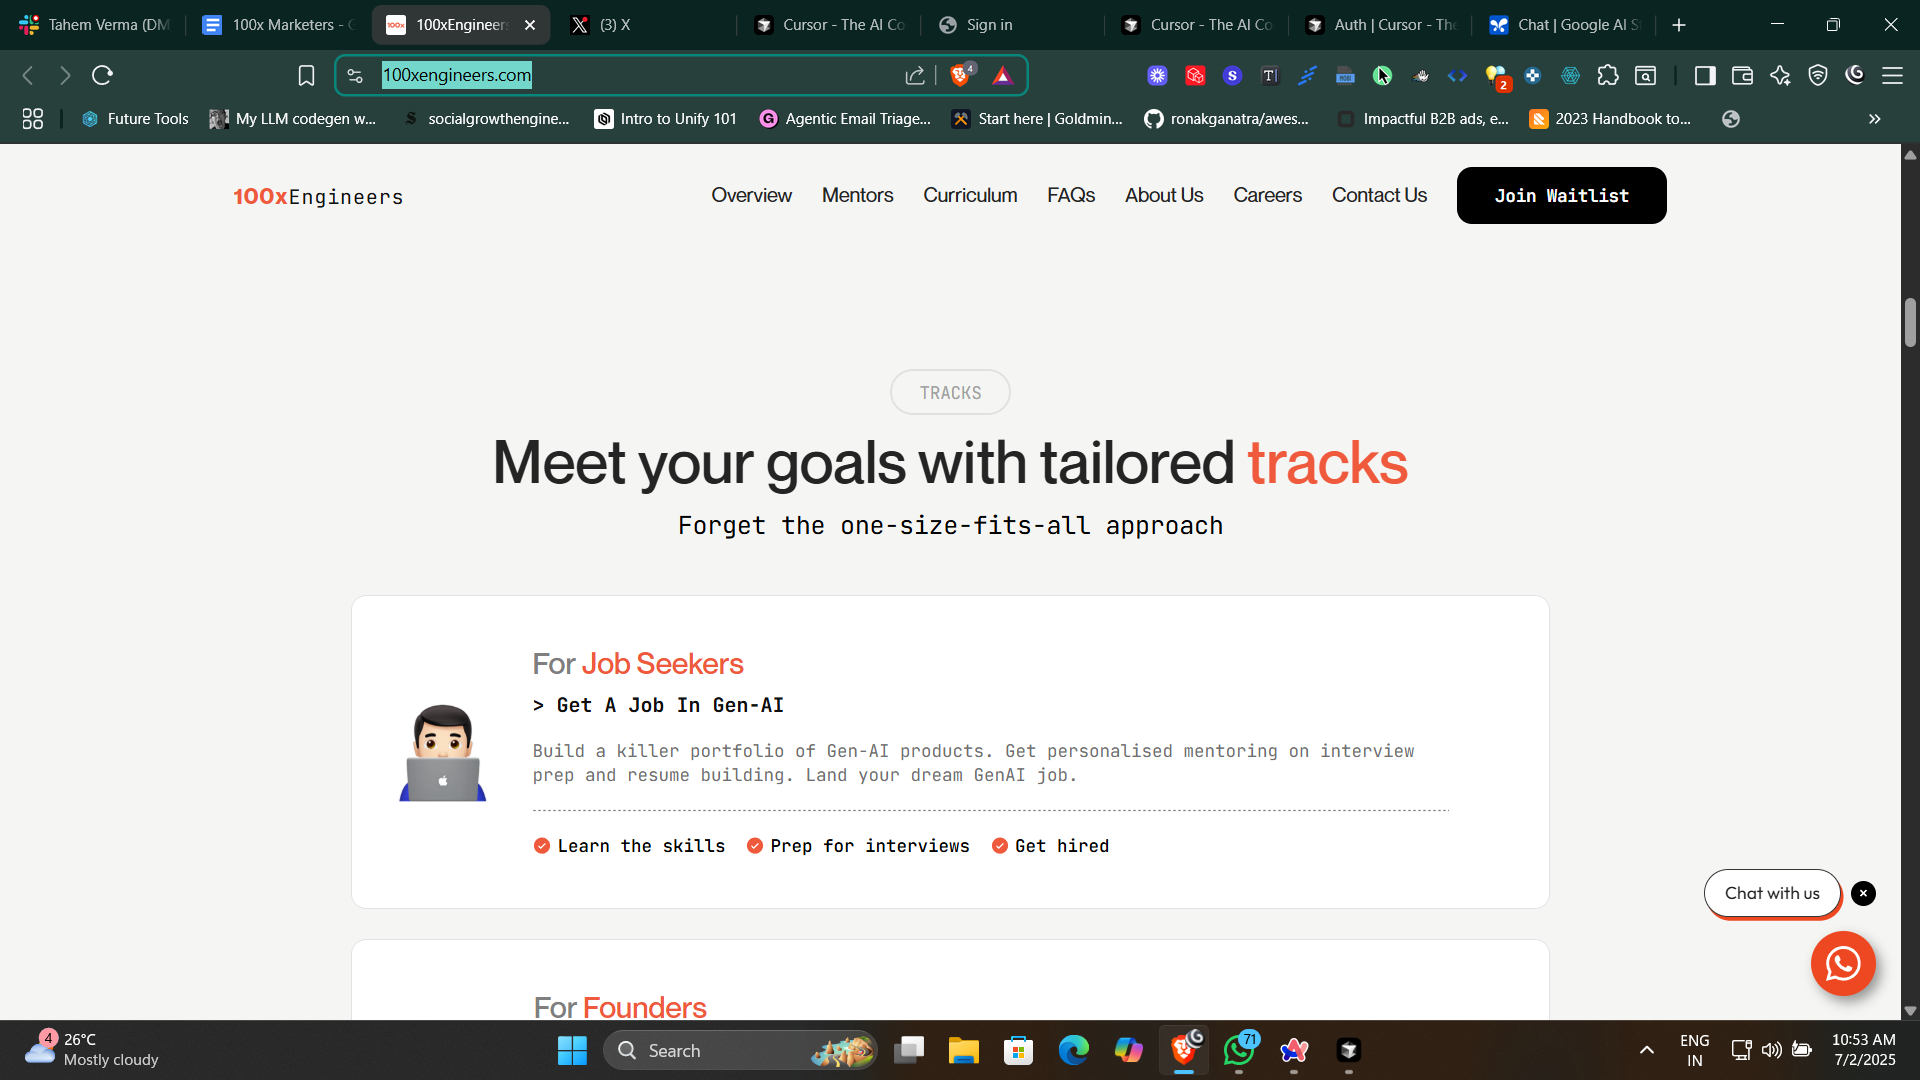 Tahem Verma (DM
100x Marketers - C
100xEngineers
(3) X
Cursor - The AI Co
Sign in
Cursor - The AI Co
Auth | Cursor - The
Chat | Google AI S
100xengineers.com
4
2
Future Tools
My LLM codegen w...
socialgrowthengine...
Intro to Unify 101
Agentic Email Triage...
Start here | Goldmin...
ronakganatra/awes...
Impactful B2B ads, e...
2023 Handbook to...
100xEngineers
Overview
Mentors
Curriculum
FAQs
About Us
Careers
Contact Us
Join Waitlist
TRACKS
Meet your goals with tailored tracks
Forget the one-size-fits-all approach
For Job Seekers
> Get A Job In Gen-AI
Build a killer portfolio of Gen-AI products. Get personalised mentoring on interview
prep and resume building. Land your dream GenAI job.
Learn the skills
Prep for interviews
Get hired
Chat with us
For Founders
4
26°C
Mostly cloudy
Search
71
ENG
IN
10:53 AM
7/2/2025